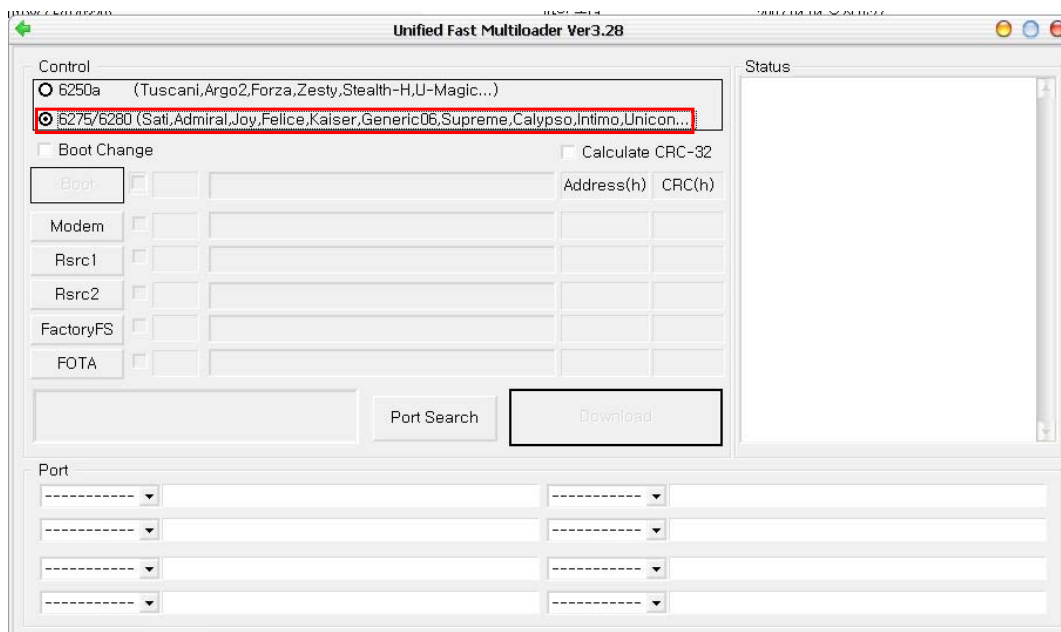 Unified Fast Multiloader Ver3.28
Control
Status
6250a (Tuscani,Argo2,Forza,Zesty,Stealth-H,U-Magic...)
6275/6280 (Sati,Admiral,Joy,Felice,Kaiser,Generic06,Supreme,Calypso,Intimo,Unicon...)
Boot Change
Calculate CRC-32
Boot
Address(h) CRC(h)
Modem
Rsrc1
Rsrc2
FactoryFS
FOTA
Port Search
Download
Port
----------- -----------
----------- -----------
----------- -----------
----------- -----------